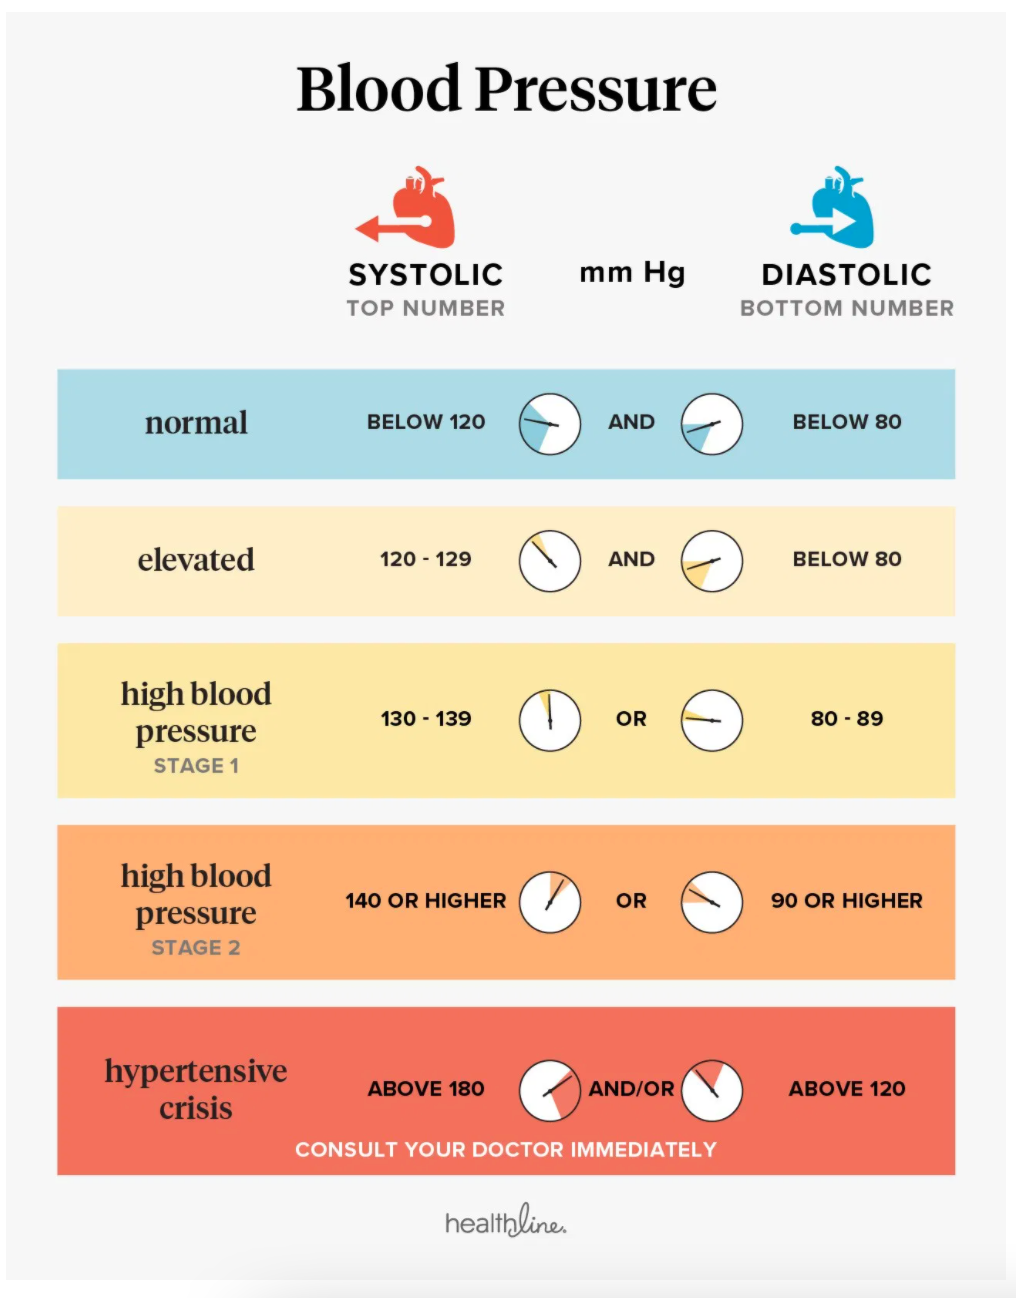 Blood Pressure
SYSTOLIC mm Hg DIASTOLIC
TOP NUMBER BOTTOM NUMBER
normal BELOW 120 AND BELOW 80
elevated 120 - 129 AND BELOW 80
high blood
pressure 130 - 139 OR 80 - 89
STAGE 1
high blood
pressure 140 OR HIGHER OR 90 OR HIGHER
STAGE 2
hypertensive
crisis ABOVE 180 AND/OR ABOVE 120
CONSULT YOUR DOCTOR IMMEDIATELY
healthline.